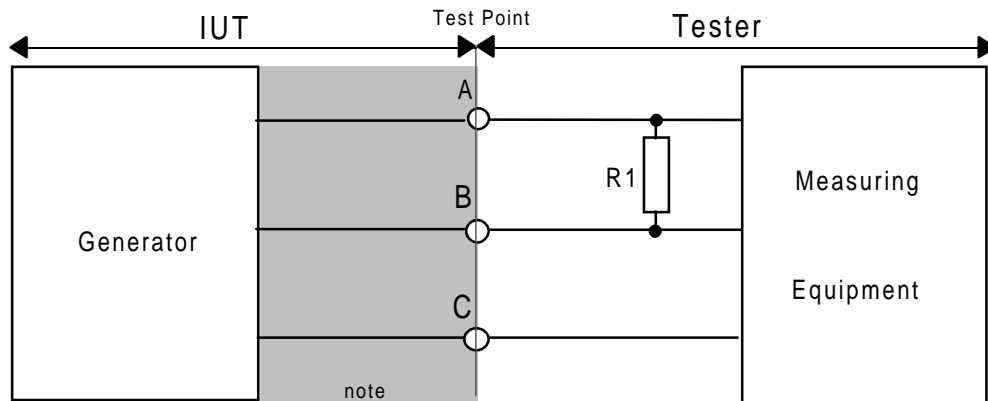 IUT
Test Point
Tester
A
R1
Measuring
B
Generator
Equipment
C
note